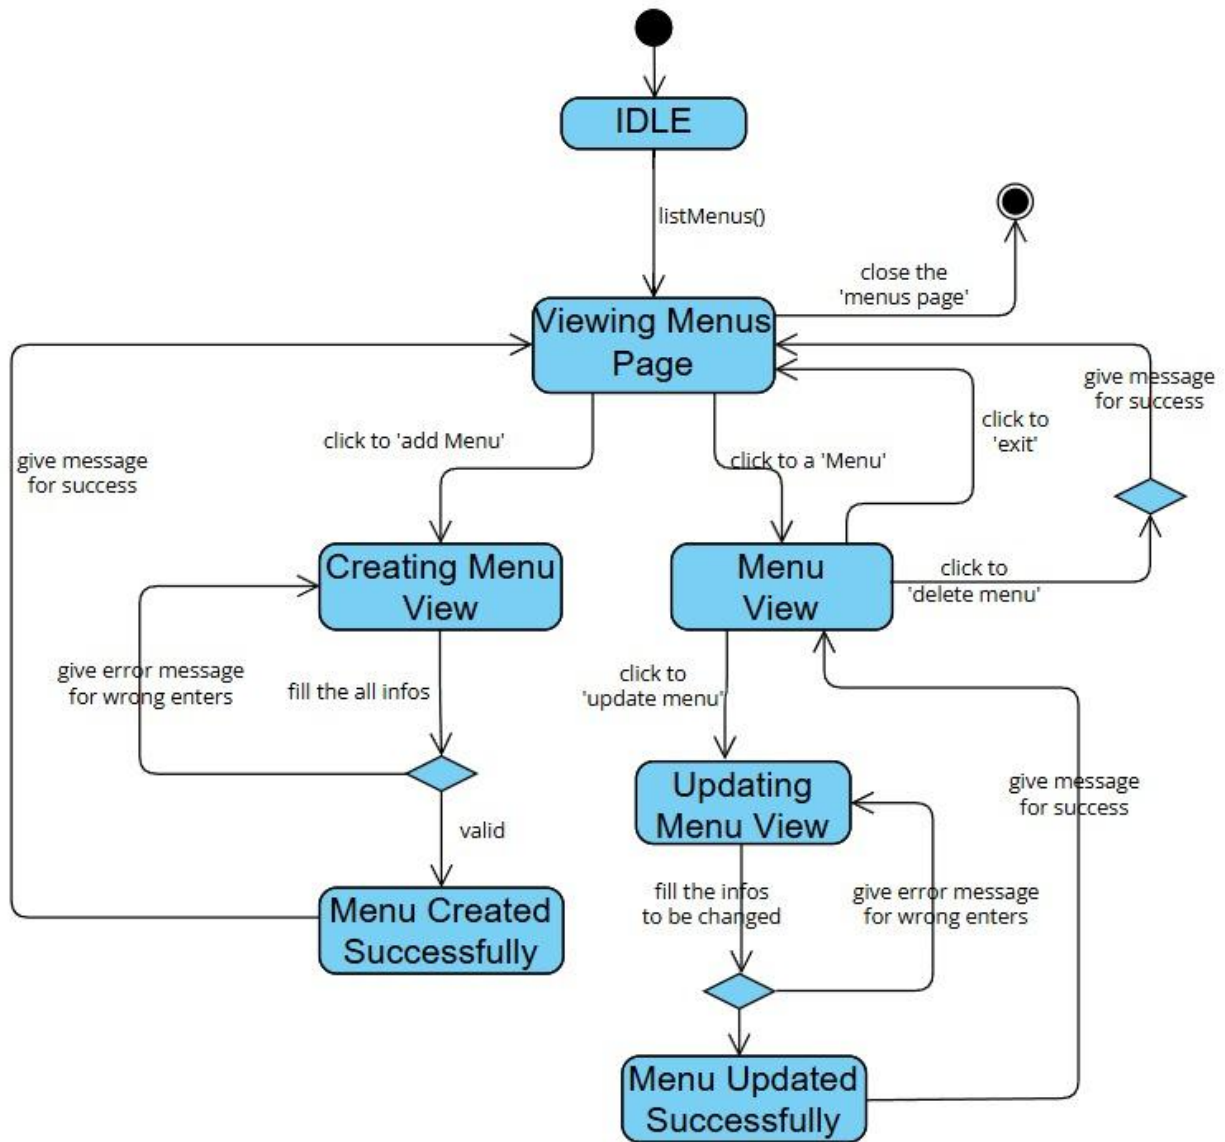 IDLE
listMenus()
close the
'menus page'
Viewing Menus
Page
give message
for success
click to
'exit'
click to 'add Menu'
click to a 'Menu'
give message
for success
Creating Menu
View
Menu
View
click to
'delete menu'
give error message
for wrong enters
fill the all infos
click to
'update menu'
Updating
Menu View
give message
for success
valid
fill the infos
to be changed
give error message
for wrong enters
Menu Created
Successfully
Menu Updated
Successfully